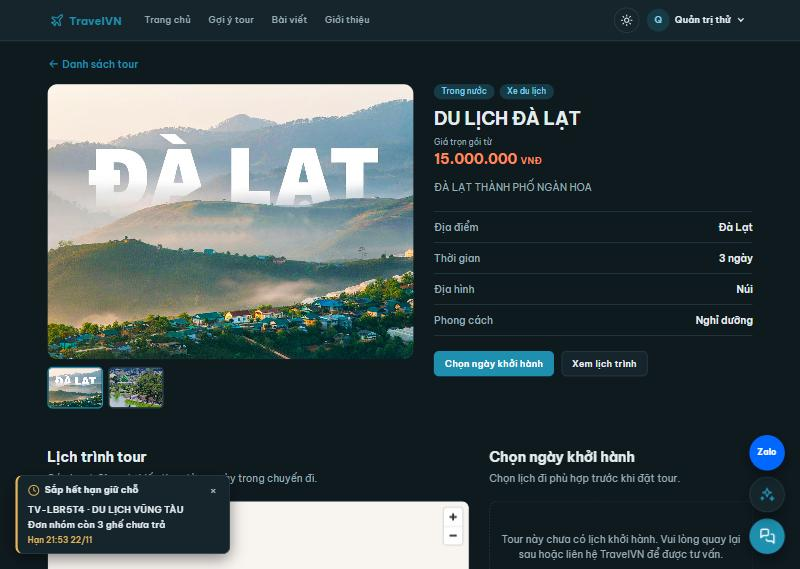 TravelVN
Trang chủ
Gợi ý tour
Bài viết
Giới thiệu
Q
Quản trị thử
← Danh sách tour
ĐÀ LẠT
Trong nước
Xe du lịch
DU LỊCH ĐÀ LẠT
Giá trọn gói từ
15.000.000 VNĐ
ĐÀ LẠT THÀNH PHỐ NGÀN HOA
Địa điểm
Đà Lạt
Thời gian
3 ngày
Địa hình
Núi
Phong cách
Nghỉ dưỡng
Chọn ngày khởi hành
Xem lịch trình
ĐÀ LẠT
Lịch trình tour
trong chuyến đi.
Sắp hết hạn giữ chỗ
×
TV-LBR5T4 · DU LỊCH VŨNG TÀU
Đơn nhóm còn 3 ghế chưa trả
Hạn 21:53 22/11
+
−
Chọn ngày khởi hành
Chọn lịch đi phù hợp trước khi đặt tour.
Tour này chưa có lịch khởi hành. Vui lòng quay lại
sau hoặc liên hệ TravelVN để được tư vấn.
Zalo